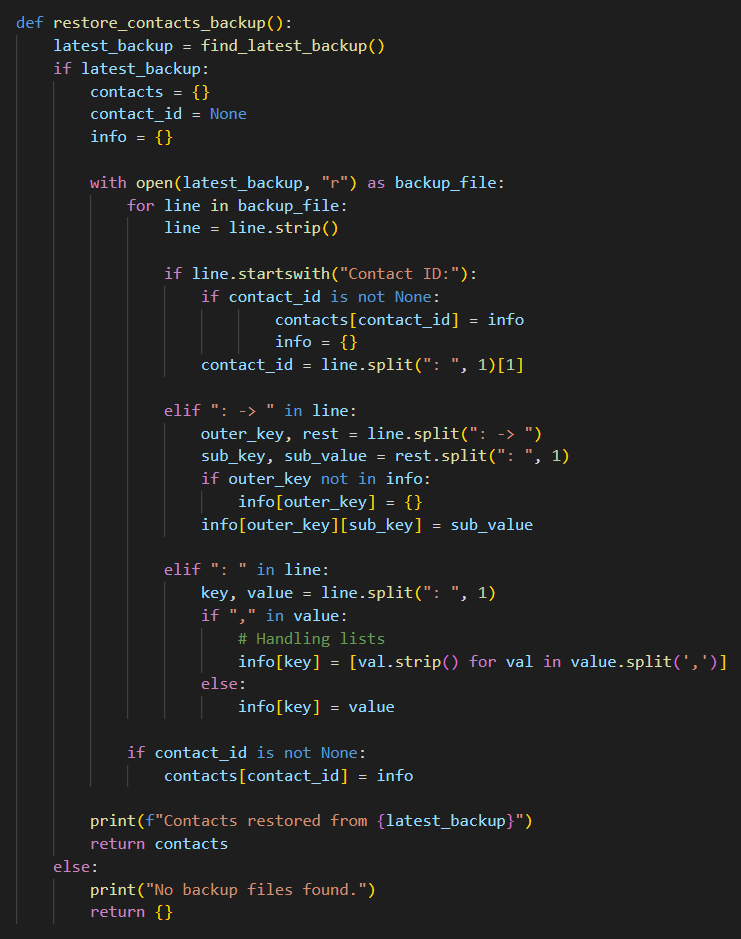 def restore_contacts_backup():
    latest_backup = find_latest_backup()
    if latest_backup:
        contacts = {}
        contact_id = None
        info = {}

        with open(latest_backup, "r") as backup_file:
            for line in backup_file:
                line = line.strip()

                if line.startswith("Contact ID:"):
                    if contact_id is not None:
                            contacts[contact_id] = info
                            info = {}
                    contact_id = line.split(": ", 1)[1]

                elif ": -> " in line:
                    outer_key, rest = line.split(": -> ")
                    sub_key, sub_value = rest.split(": ", 1)
                    if outer_key not in info:
                        info[outer_key] = {}
                    info[outer_key][sub_key] = sub_value

                elif ": " in line:
                    key, value = line.split(": ", 1)
                    if "," in value:
                        # Handling lists
                        info[key] = [val.strip() for val in value.split(',')]
                    else:
                        info[key] = value

            if contact_id is not None:
                contacts[contact_id] = info

        print(f"Contacts restored from {latest_backup}")
        return contacts
    else:
        print("No backup files found.")
        return {}